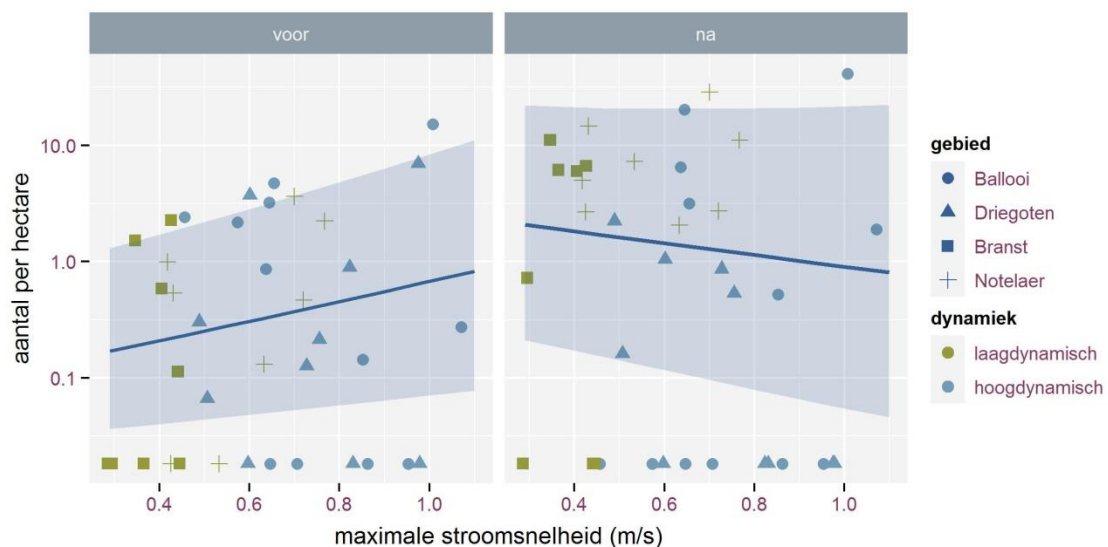 voor
na
aantal per hectare
10.0
1.0
0.1
0.4
0.6
0.8
1.0
0.4
0.6
0.8
1.0
maximale stroomsnelheid (m/s)
gebied
Ballooi
Driegoten
Branst
Notelaer
dynamiek
laagdynamisch
hoogdynamisch